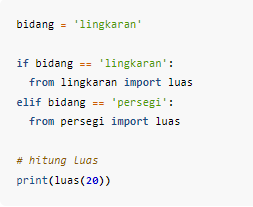 bidang = 'lingkaran'

if bidang == 'lingkaran':
  from lingkaran import luas
elif bidang == 'persegi':
  from persegi import luas

# hitung luas
print(luas(20))